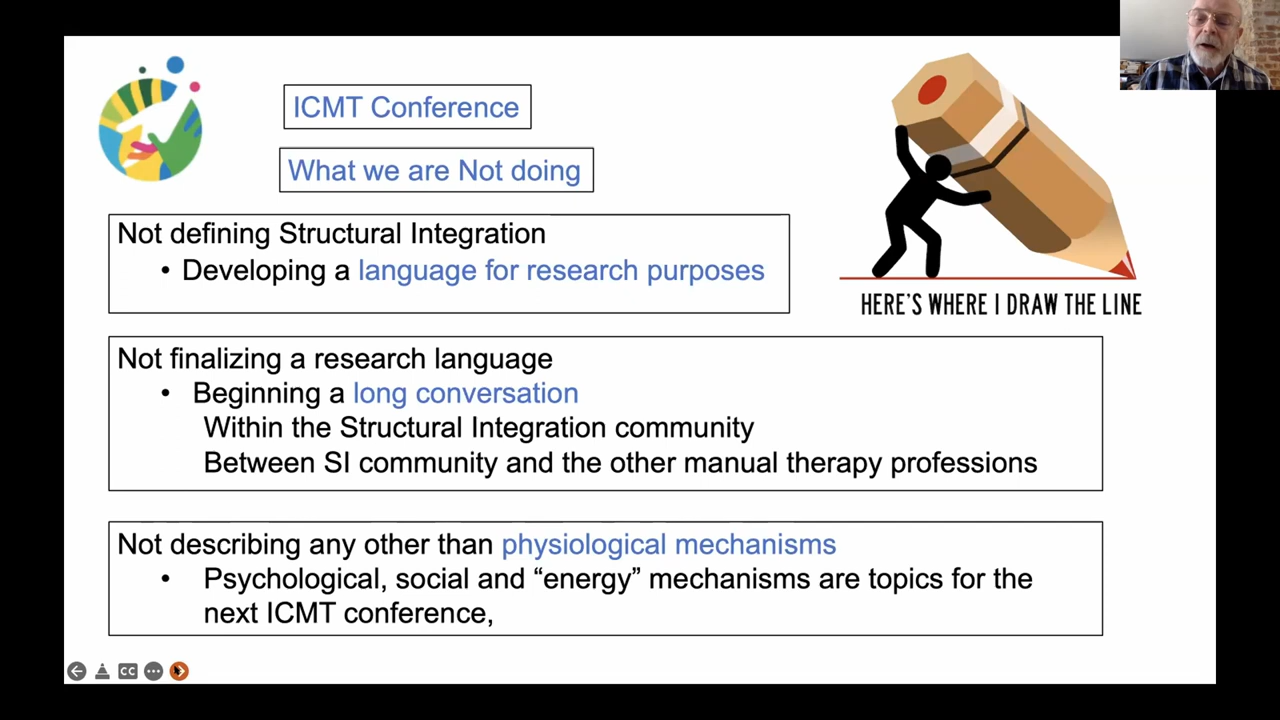 ICMT Conference
What we are Not doing
Not defining Structural Integration
• Developing a language for research purposes
HERE'S WHERE I DRAW THE LINE
Not finalizing a research language
• Beginning a long conversation
Within the Structural Integration community
Between SI community and the other manual therapy professions
Not describing any other than physiological mechanisms
• Psychological, social and “energy” mechanisms are topics for the
next ICMT conference,
CC